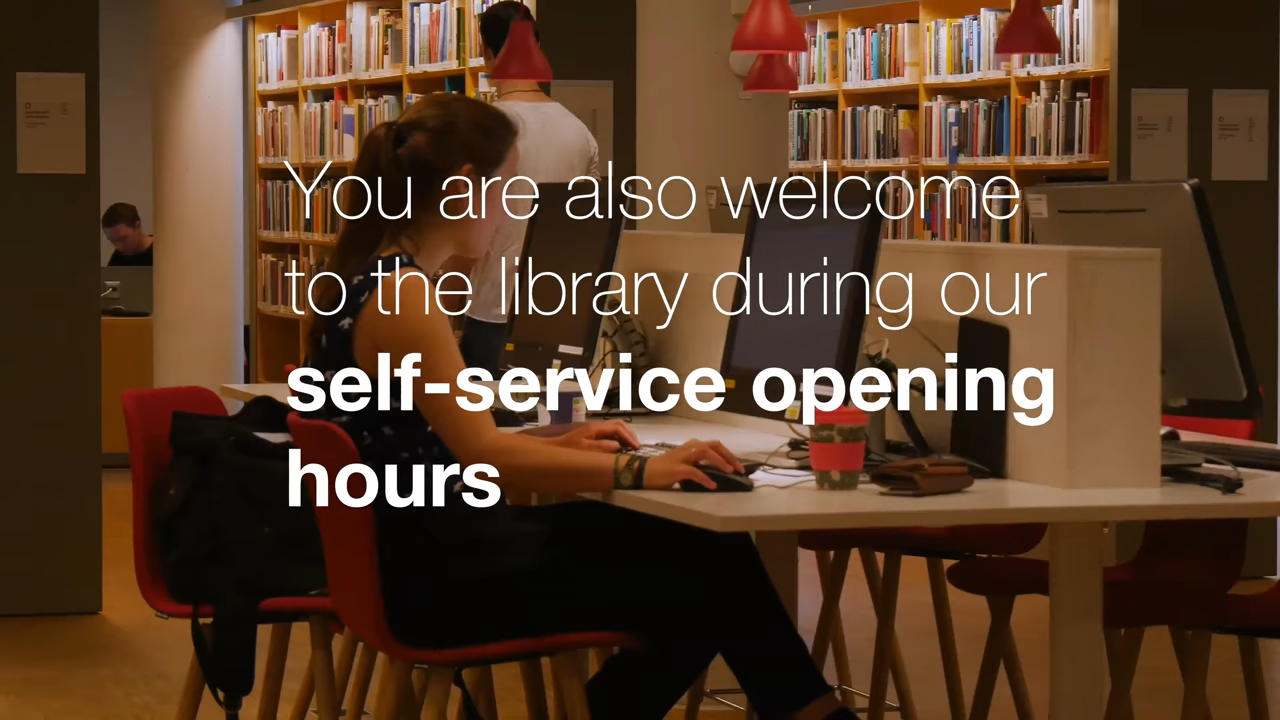 You are also welcome
to the library during our
self-service opening
hours